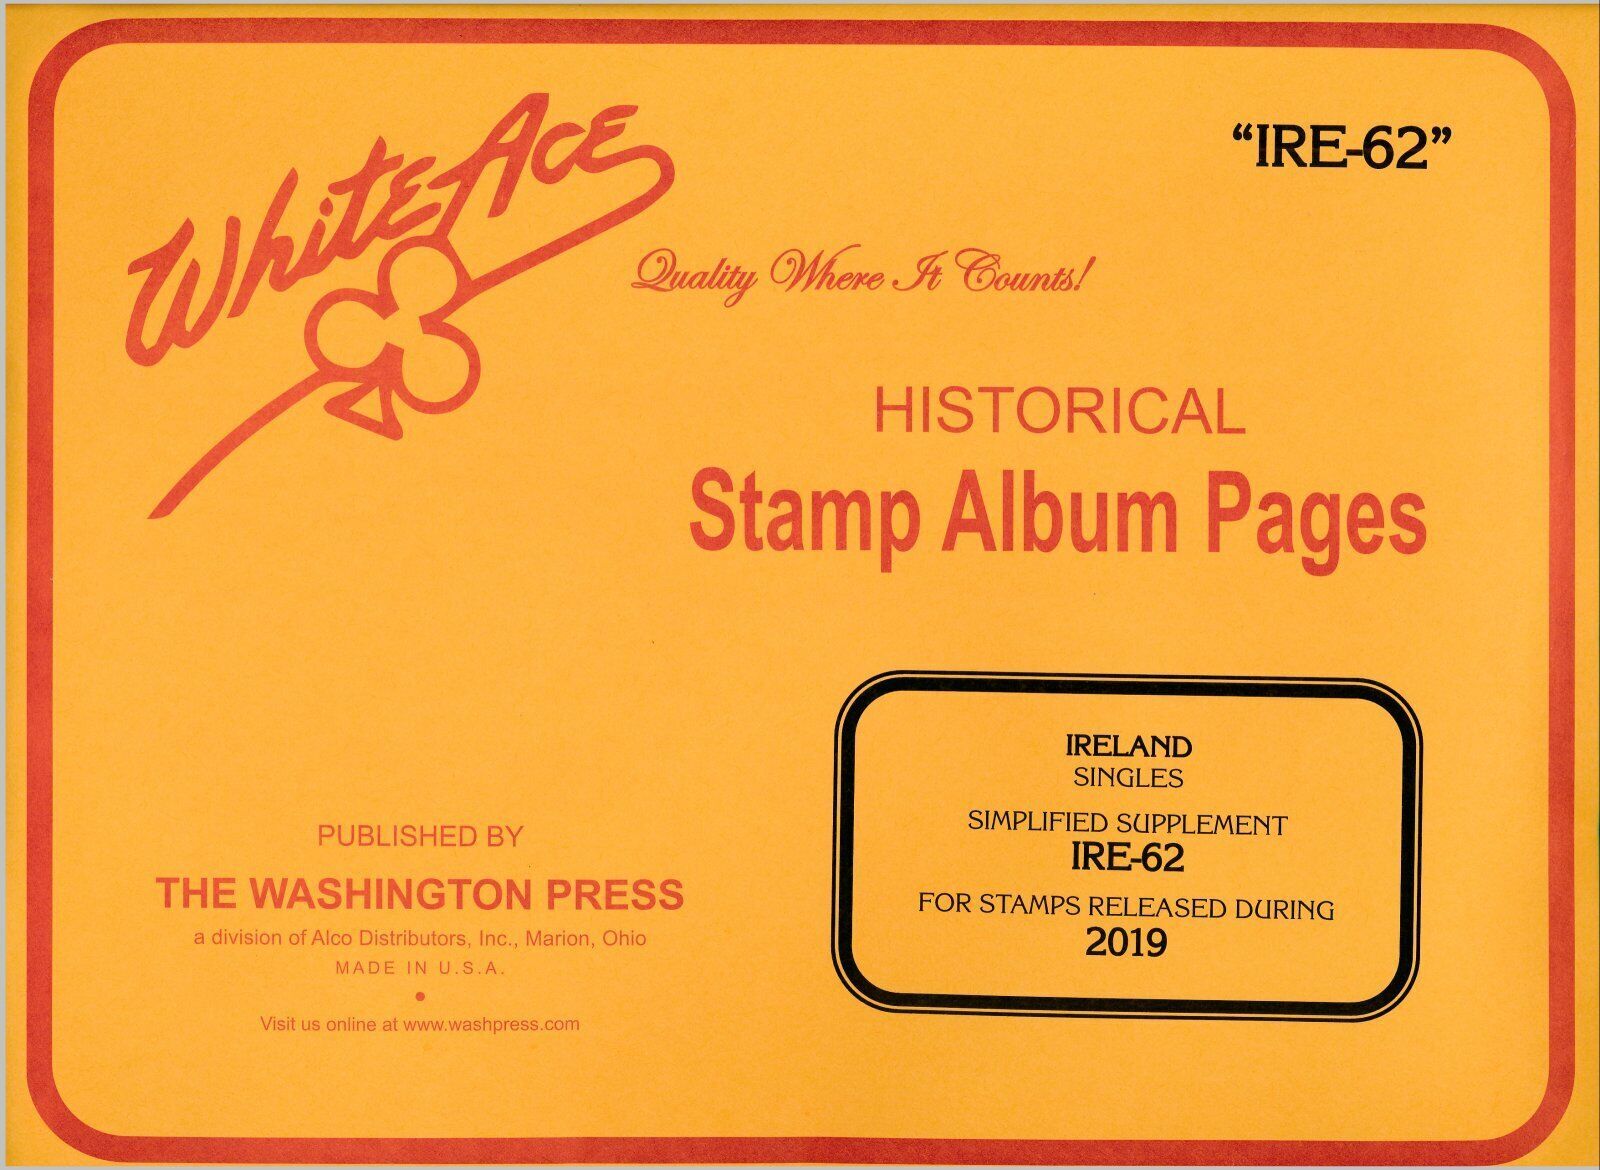 White Ace
"IRE-62"
Quality Where It Counts!
HISTORICAL
Stamp Album Pages
IRELAND
SINGLES
SIMPLIFIED SUPPLEMENT
IRE-62
FOR STAMPS RELEASED DURING
2019
PUBLISHED BY
THE WASHINGTON PRESS
a division of Alco Distributors, Inc., Marion, Ohio
MADE IN U.S.A.
Visit us online at www.washpress.com